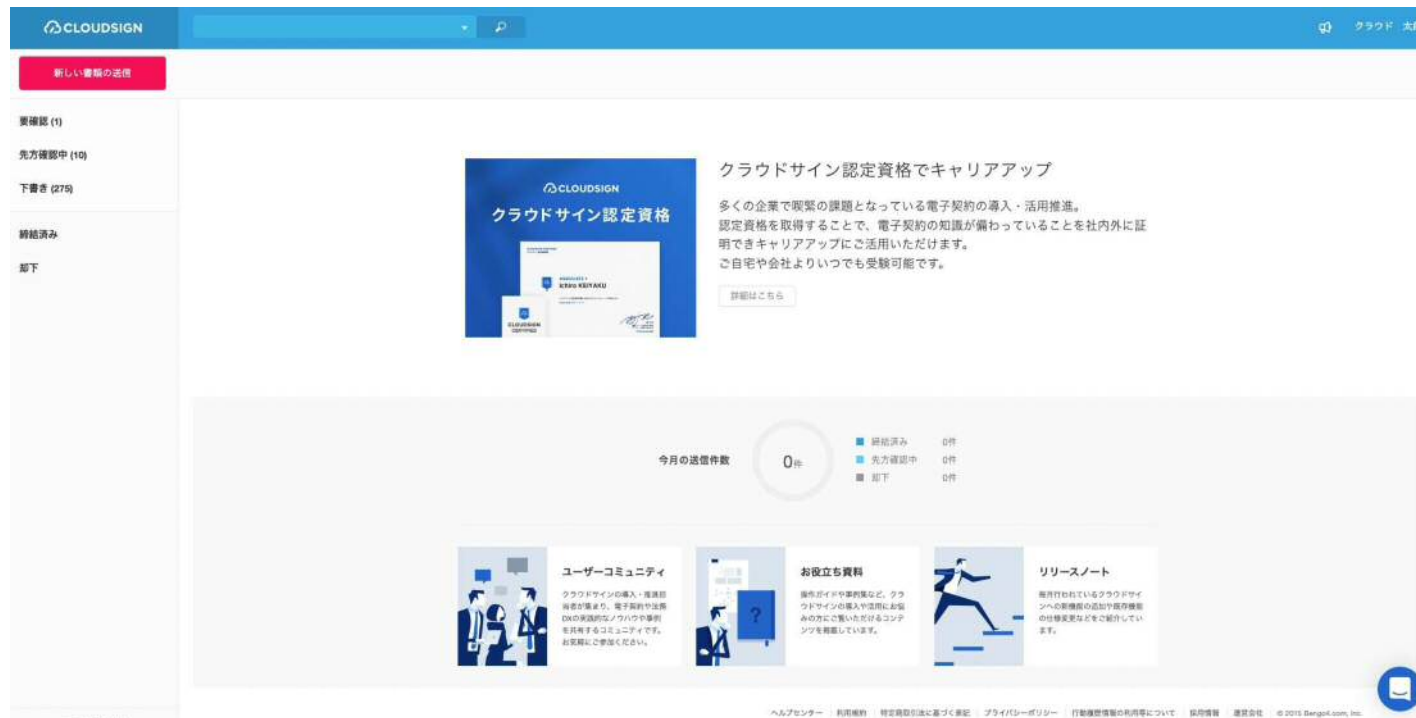 CLOUDSIGN
クラウド 太
新しい書類の送信
要確認 (1)
先方確認中 (10)
下書き (275)
締結済み
却下
CLOUDSIGN
クラウドサイン認定資格
Ichiro KEIYAKU
CLOUDSIGN
CERTIFIED
クラウドサイン認定資格でキャリアアップ
多くの企業で喫緊の課題となっている電子契約の導入・活用推進。
認定資格を取得することで、電子契約の知識が備わっていることを社内外に証
明できキャリアアップにご活用いただけます。
ご自宅や会社よりいつでも受験可能です。
詳細はこちら
今月の送信件数
0件
締結済み 0件
先方確認中 0件
却下 0件
ユーザーコミュニティ
クラウドサインの導入・推進担
当者が集まり、電子契約や法務
DXの実践的なノウハウや事例
を共有するコミュニティです。
お気軽にご参加ください。
お役立ち資料
操作ガイドや事例集など、クラ
ウドサインの導入や活用にお悩
みの方にご覧いただけるコンテ
ンツを掲載しています。
?
リリースノート
毎月行われているクラウドサイ
ンへの新機能の追加や既存機能
の仕様変更などをご紹介してい
ます。
ヘルプセンター 利用規約 特定商取引法に基づく表記 プライバシーポリシー 行動履歴情報の利用等について 採用情報 運営会社 © 2015 Bengo4.com, Inc.